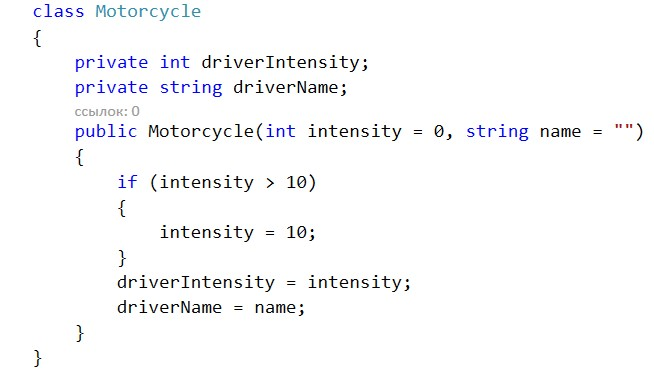 class Motorcycle
{
    private int driverIntensity;
    private string driverName;
    ссылок: 0
    public Motorcycle(int intensity = 0, string name = "")
    {
        if (intensity > 10)
        {
            intensity = 10;
        }
        driverIntensity = intensity;
        driverName = name;
    }
}